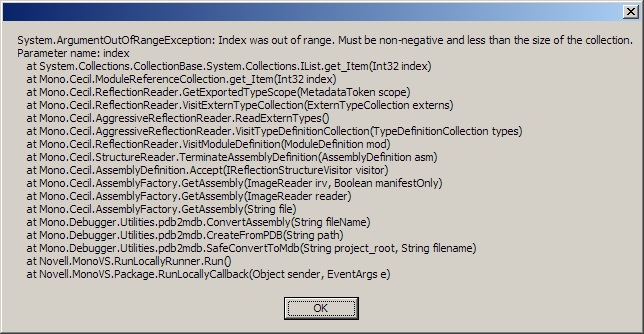 System.ArgumentOutOfRangeException: Index was out of range. Must be non-negative and less than the size of the collection.
Parameter name: index
at System.Collections.CollectionBase.System.Collections.IList.get_Item(Int32 index)
at Mono.Cecil.ModuleReferenceCollection.get_Item(Int32 index)
at Mono.Cecil.ReflectionReader.GetExportedTypeScope(MetadataToken scope)
at Mono.Cecil.ReflectionReader.VisitExternTypeCollection(ExternTypeCollection externs)
at Mono.Cecil.AggressiveReflectionReader.ReadExternTypes()
at Mono.Cecil.AggressiveReflectionReader.VisitTypeDefinitionCollection(TypeDefinitionCollection types)
at Mono.Cecil.ReflectionReader.VisitModuleDefinition(ModuleDefinition mod)
at Mono.Cecil.StructureReader.TerminateAssemblyDefinition(AssemblyDefinition asm)
at Mono.Cecil.AssemblyDefinition.Accept(IReflectionStructureVisitor visitor)
at Mono.Cecil.AssemblyFactory.GetAssembly(ImageReader irv, Boolean manifestOnly)
at Mono.Cecil.AssemblyFactory.GetAssembly(ImageReader reader)
at Mono.Cecil.AssemblyFactory.GetAssembly(String file)
at Mono.Debugger.Utilities.pdb2mdb.ConvertAssembly(String fileName)
at Mono.Debugger.Utilities.pdb2mdb.CreateFromPDB(String path)
at Mono.Debugger.Utilities.pdb2mdb.SafeConvertToMdb(String project_root, String filename)
at Novell.MonoVS.RunLocallyRunner.Run()
at Novell.MonoVS.Package.RunLocallyCallback(Object sender, EventArgs e)
OK